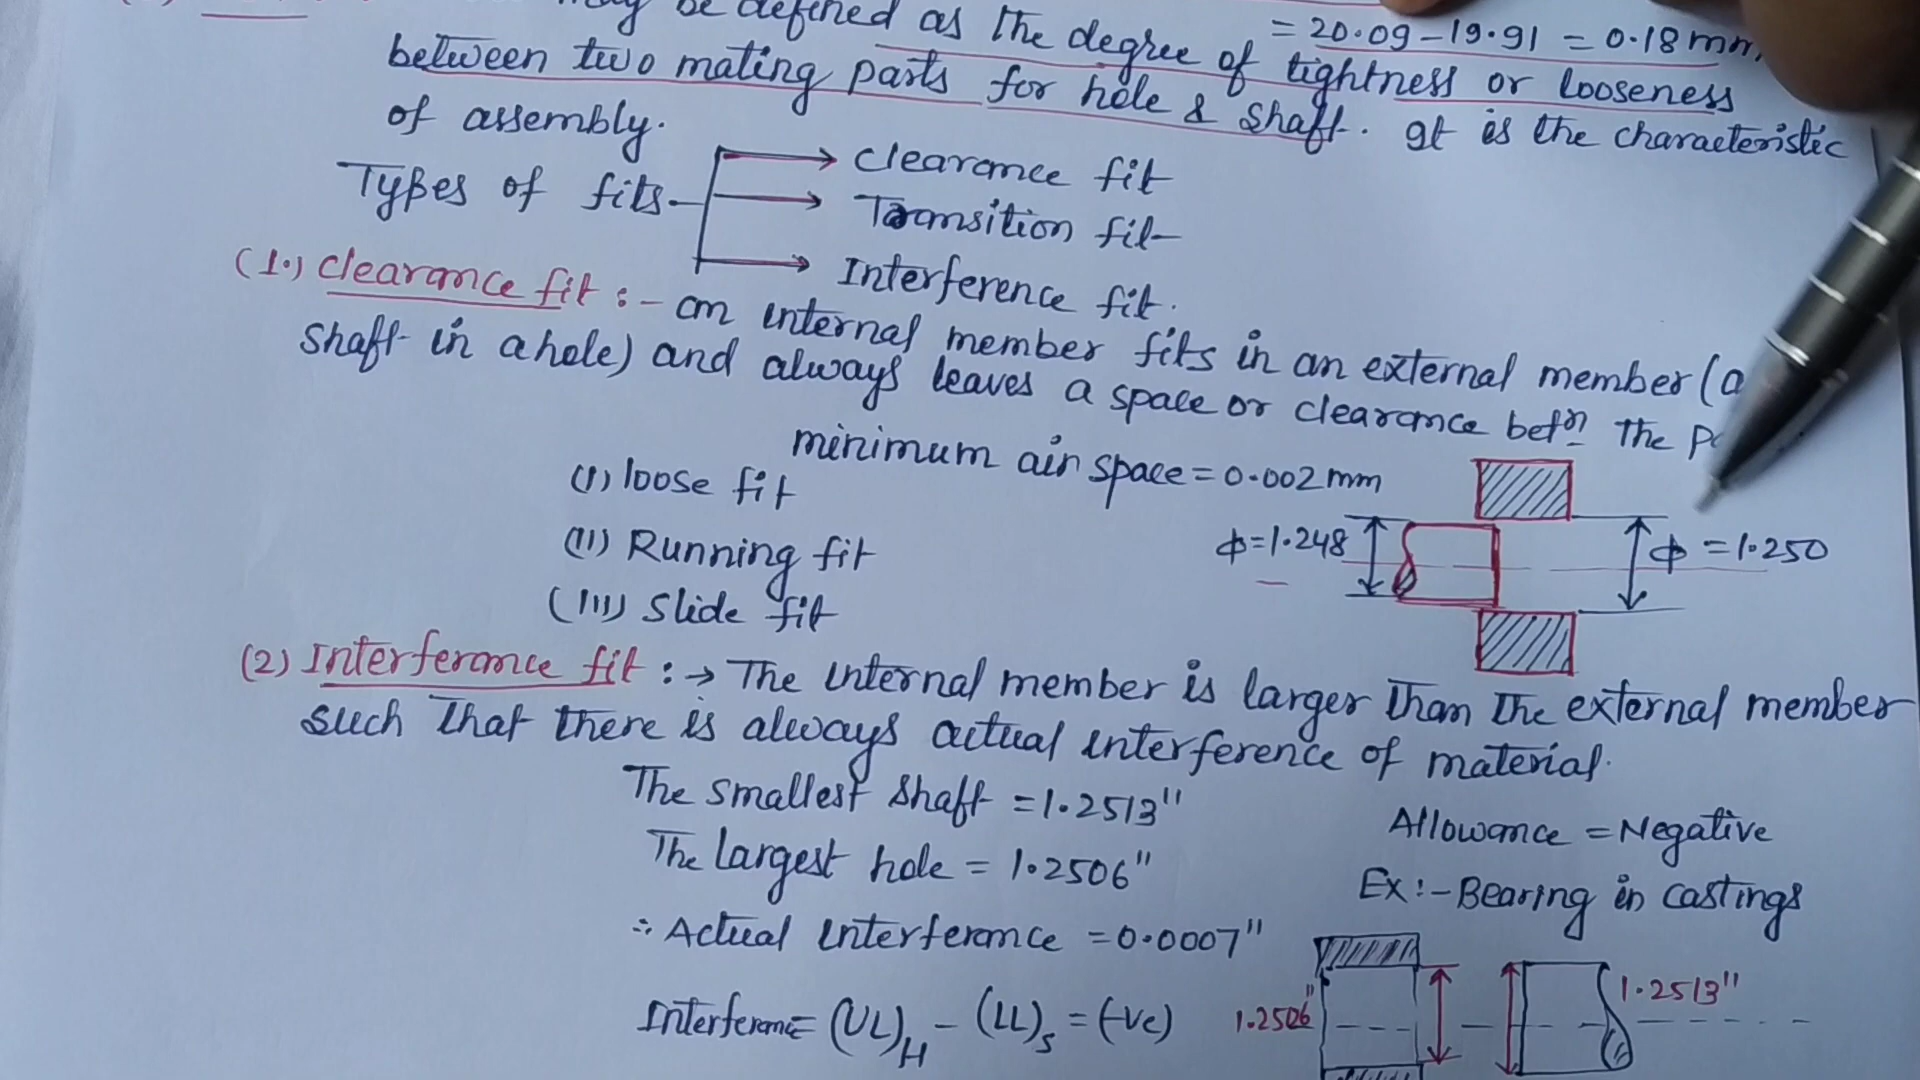 may be defined as the degree of tightness or looseness
= 20.09 - 19.91 = 0.18 mm
between two mating parts for hole & shaft. It is the characteristic
of assembly.
Types of fits
clearance fit
Transition fit
Interference fit.
(1.) clearance fit :- an internal member fits in an external member (a
shaft in a hole) and always leaves a space or clearance betn the
minimum air space = 0.002 mm
(I) loose fit
(II) Running fit
(III) slide fit
ϕ=1.248
ϕ = 1.250
(2) Interference fit :→ The internal member is larger than the external member
such that there is always actual interference of material.
The smallest shaft = 1.2513"
The largest hole = 1.2506"
∴ Actual interference = 0.0007"
Interference = (UL)H - (LL)s = (-ve)
Allowance = Negative
Ex:- Bearing in castings
1.2506"
1.2513"